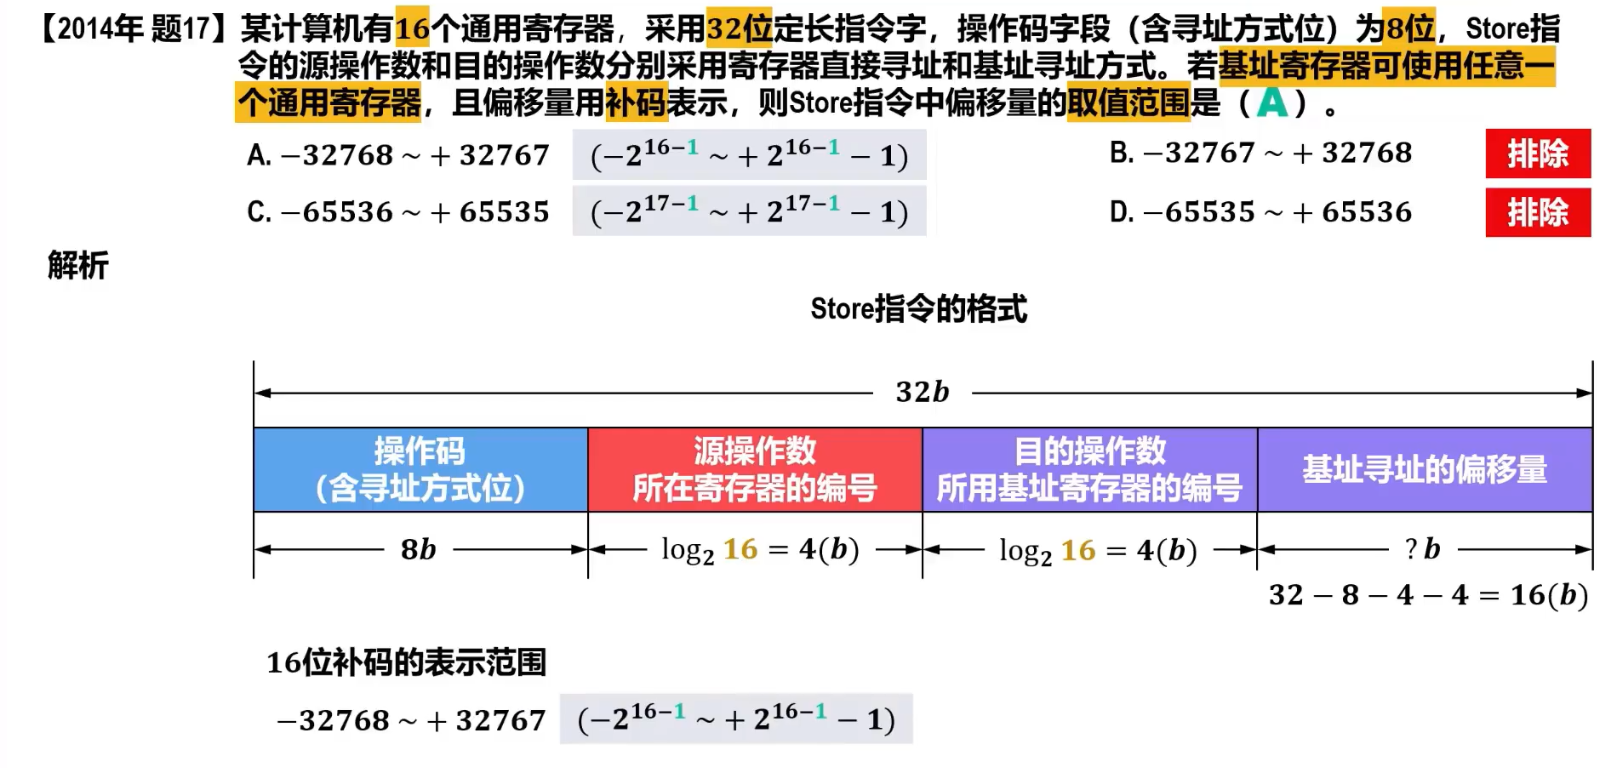 【2014年 题17】某计算机有16个通用寄存器，采用32位定长指令字，操作码字段（含寻址方式位）为8位，Store指
令的源操作数和目的操作数分别采用寄存器直接寻址和基址寻址方式。若基址寄存器可使用任意一
个通用寄存器，且偏移量用补码表示，则Store指令中偏移量的取值范围是（A）。
A. −32768 ~ + 32767 (−2^{16−1} ~ + 2^{16−1} − 1) B. −32767 ~ + 32768 排除
C. −65536 ~ + 65535 (−2^{17−1} ~ + 2^{17−1} − 1) D. −65535 ~ + 65536 排除
解析
Store指令的格式
32b
操作码
（含寻址方式位）
源操作数
所在寄存器的编号
目的操作数
所用基址寄存器的编号
基址寻址的偏移量
8b log₂ 16 = 4(b) log₂ 16 = 4(b) ? b
32 − 8 − 4 − 4 = 16(b)
16位补码的表示范围
−32768 ~ + 32767 (−2^{16−1} ~ + 2^{16−1} − 1)